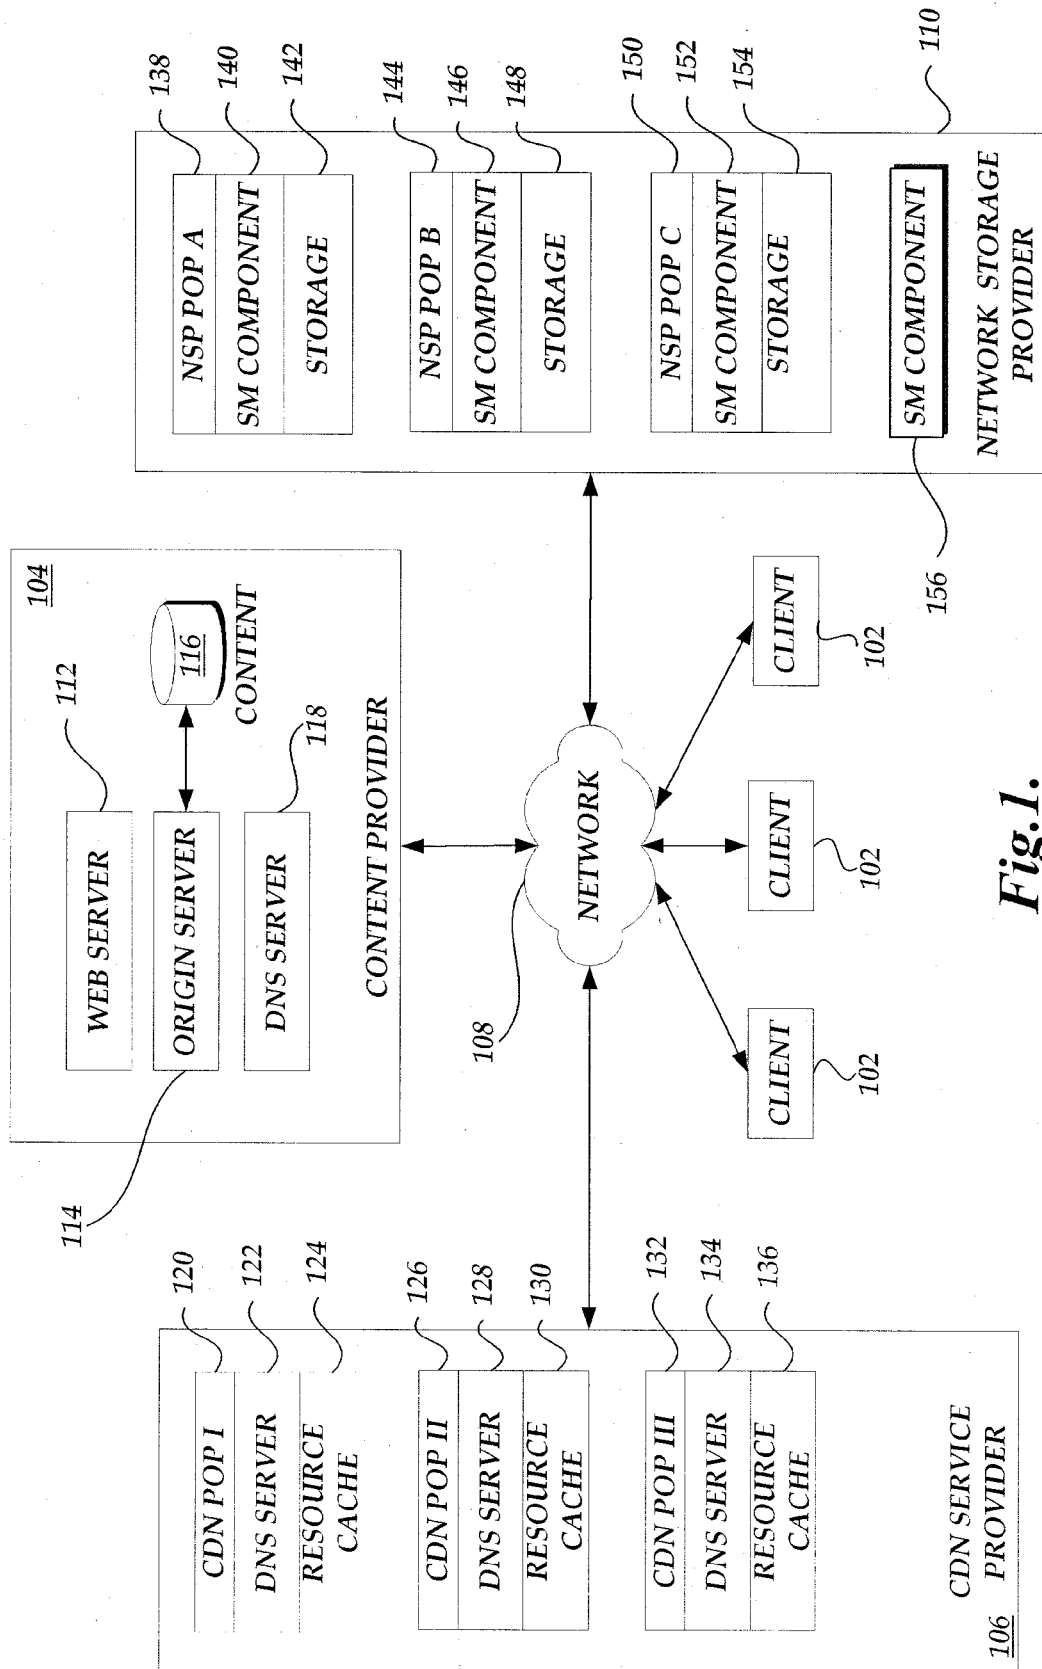 104
112
WEB SERVER
ORIGIN SERVER
116
CONTENT
DNS SERVER
118
114
CONTENT PROVIDER
120
CDN POP I
122
DNS SERVER
124
RESOURCE
CACHE
126
CDN POP II
128
DNS SERVER
130
RESOURCE
CACHE
132
CDN POP III
134
DNS SERVER
136
RESOURCE
CACHE
CDN SERVICE
PROVIDER
106
108
NETWORK
CLIENT
102
CLIENT
102
CLIENT
102
138
NSP POP A
140
SM COMPONENT
142
STORAGE
144
NSP POP B
146
SM COMPONENT
148
STORAGE
150
NSP POP C
152
SM COMPONENT
154
STORAGE
110
SM COMPONENT
156
NETWORK STORAGE
PROVIDER
Fig.1.